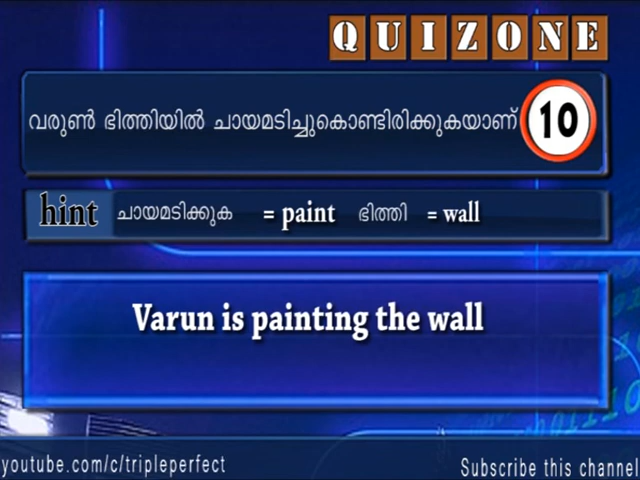 QUIZONE
വരുൺ ഭിത്തിയിൽ ചായമടിച്ചുകൊണ്ടിരിക്കുകയാണ് 10
hint ചായമടിക്കുക = paint ഭിത്തി = wall
Varun is painting the wall
youtube.com/c/tripleperfect Subscribe this channel